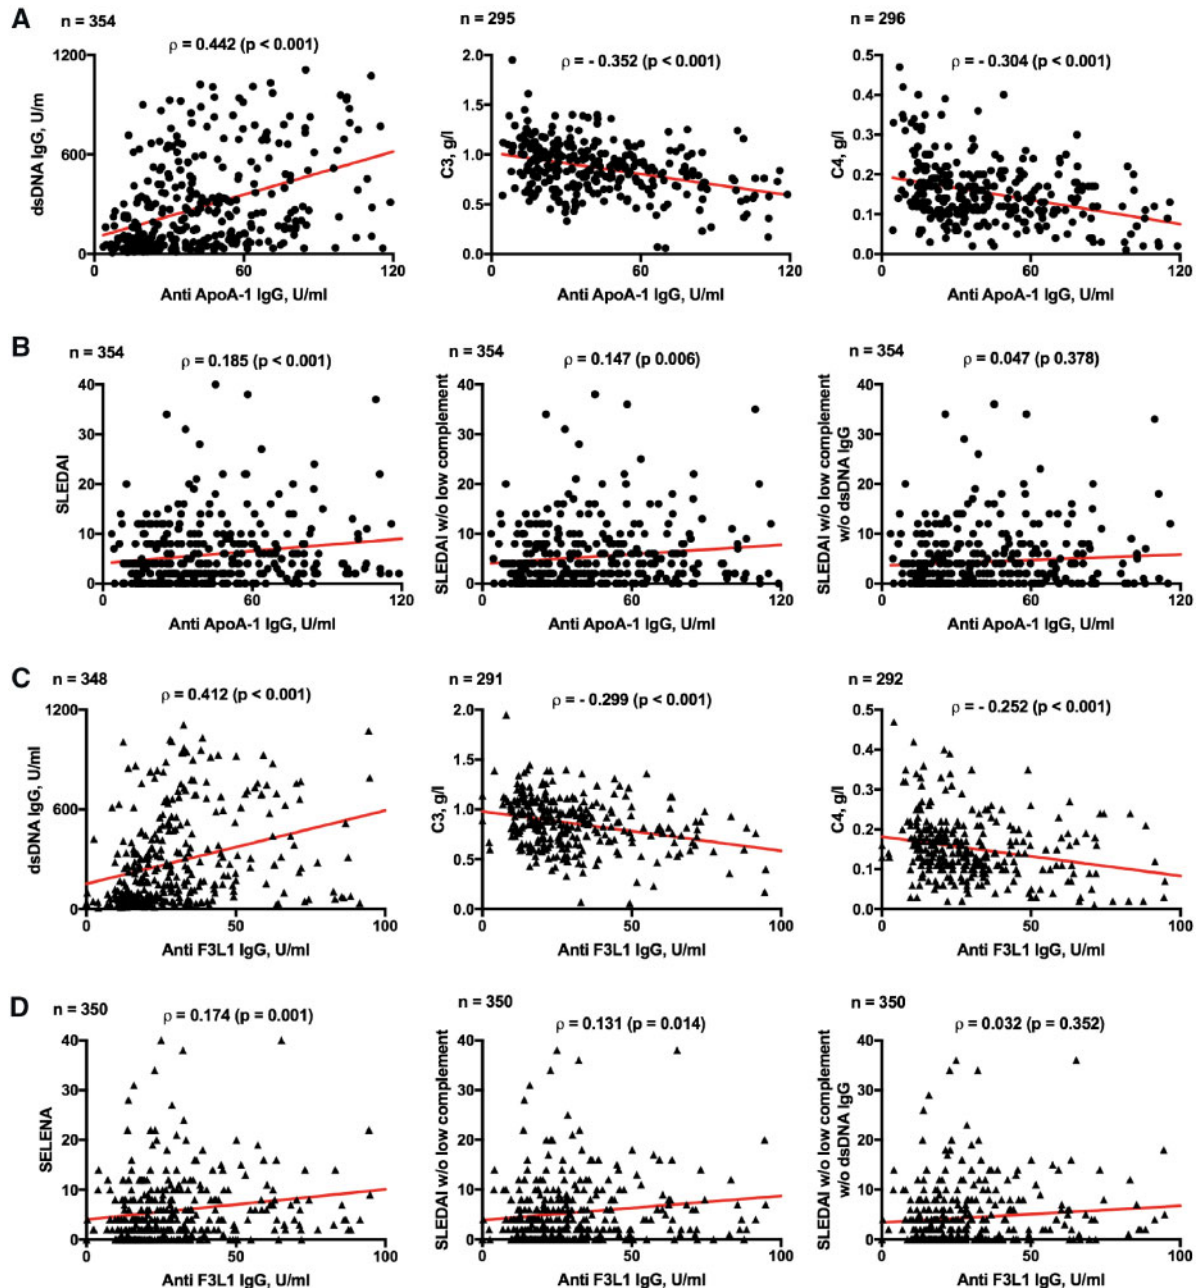 A
n = 354
ρ = 0.442 (p < 0.001)
dsDNA IgG, U/m
1200
600
0
0 60 120
Anti ApoA-1 IgG, U/ml
n = 295
ρ = - 0.352 (p < 0.001)
C3, g/l
2.0
1.5
1.0
0.5
0.0
0 60 120
Anti ApoA-1 IgG, U/ml
n = 296
ρ = - 0.304 (p < 0.001)
C4, g/l
0.5
0.4
0.3
0.2
0.1
0.0
0 60 120
Anti ApoA-1 IgG, U/ml
B
n = 354
ρ = 0.185 (p < 0.001)
SLEDAI
40
30
20
10
0
0 60 120
Anti ApoA-1 IgG, U/ml
n = 354
ρ = 0.147 (p 0.006)
SLEDAI w/o low complement
40
30
20
10
0
0 60 120
Anti ApoA-1 IgG, U/ml
n = 354
ρ = 0.047 (p 0.378)
SLEDAI w/o low complement
w/o dsDNA IgG
40
30
20
10
0
0 60 120
Anti ApoA-1 IgG, U/ml
C
n = 348
ρ = 0.412 (p < 0.001)
dsDNA IgG, U/ml
1200
600
0
0 50 100
Anti F3L1 IgG, U/ml
n = 291
ρ = - 0.299 (p < 0.001)
C3, g/l
2.0
1.5
1.0
0.5
0.0
0 50 100
Anti F3L1 IgG, U/ml
n = 292
ρ = - 0.252 (p < 0.001)
C4, g/l
0.5
0.4
0.3
0.2
0.1
0.0
0 50 100
Anti F3L1 IgG, U/ml
D
n = 350
ρ = 0.174 (p = 0.001)
SELENA
40
30
20
10
0
0 50 100
Anti F3L1 IgG, U/ml
n = 350
ρ = 0.131 (p = 0.014)
SLEDAI w/o low complement
40
30
20
10
0
0 50 100
Anti F3L1 IgG, U/ml
n = 350
ρ = 0.032 (p = 0.352)
SLEDAI w/o low complement
w/o dsDNA IgG
40
30
20
10
0
0 50 100
Anti F3L1 IgG, U/ml